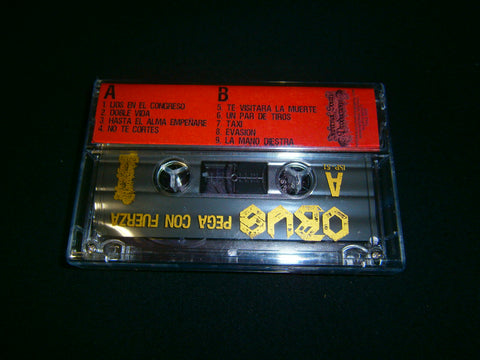 A
1. LIOS EN EL CONGRESO
2. DOBLE VIDA
3. HASTA EL ALMA EMPEÑARE
4. NO TE CORTES
B
5. TE VISITARA LA MUERTE
6. UN PAR DE TIROS
7. TAXI
8. EVASION
9. LA MANO DIESTRA
A
OBUS
PEGA CON FUERZA